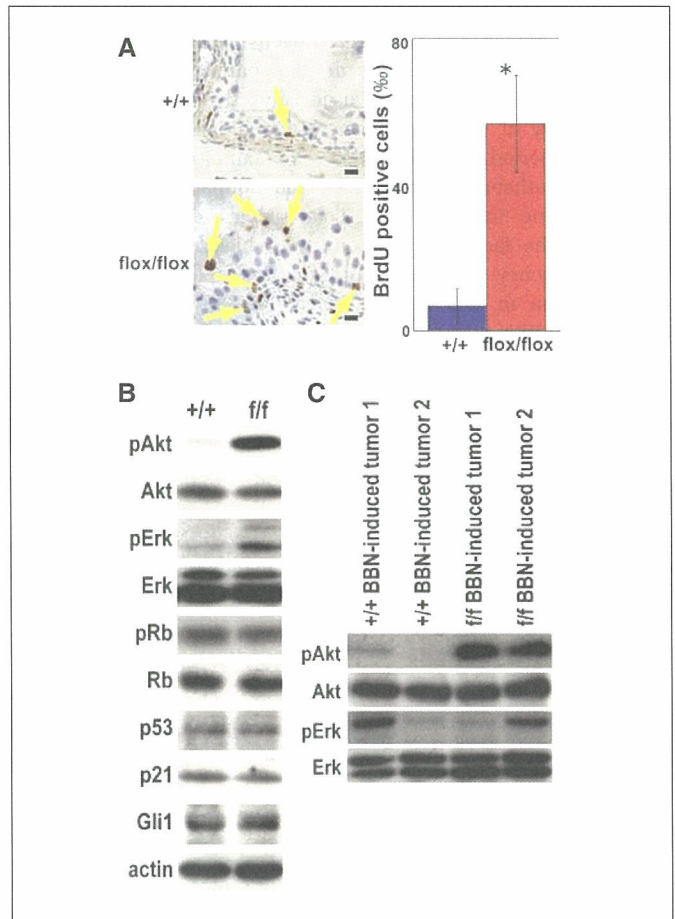 A
+/+
flox/flox
BrdU positive cells (‰)
80
40
0
*
+/+ flox/flox
B
+/+ f/f
pAkt
Akt
pErk
Erk
pRb
Rb
p53
p21
Gli1
actin
C
+/+ BBN-induced tumor 1
+/+ BBN-induced tumor 2
f/f BBN-induced tumor 1
f/f BBN-induced tumor 2
pAkt
Akt
pErk
Erk